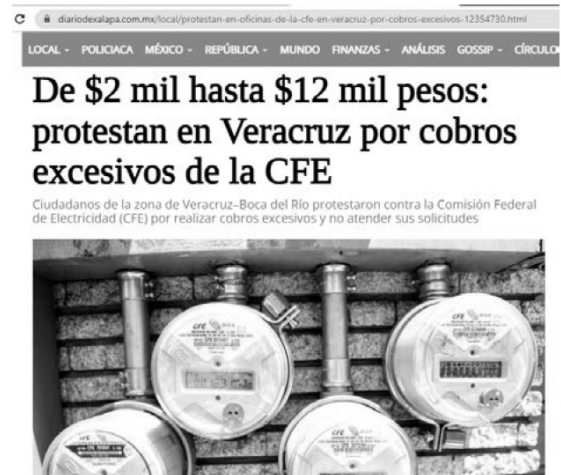 diariodexalapa.com.mx/local/protestan-en-oficinas-de-la-cfe-en-veracruz-por-cobros-excesivos-12354730.html
LOCAL POLICIACA MÉXICO REPÚBLICA MUNDO FINANZAS ANÁLISIS GOSSIP CÍRCULO
De $2 mil hasta $12 mil pesos:
protestan en Veracruz por cobros
excesivos de la CFE
Ciudadanos de la zona de Veracruz–Boca del Río protestaron contra la Comisión Federal
de Electricidad (CFE) por realizar cobros excesivos y no atender sus solicitudes
CFE
CFE
CFE
CFE